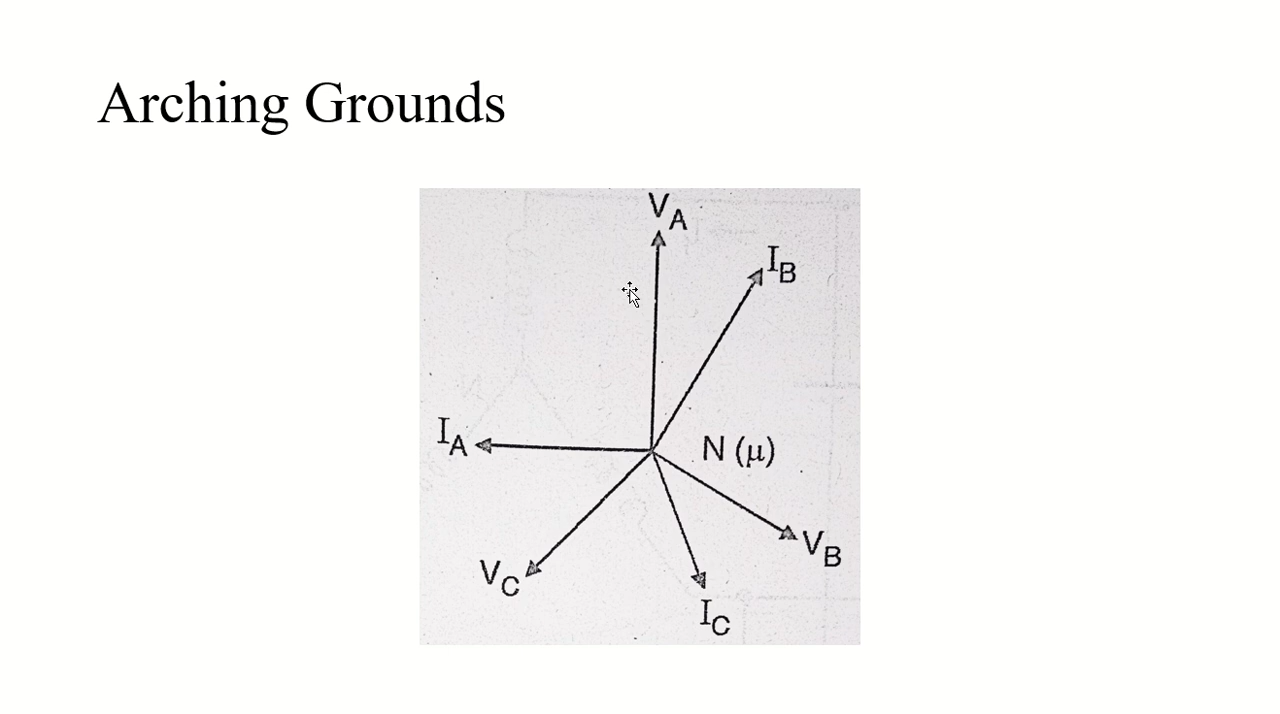 Arching Grounds
VA
IB
IA
N (μ)
VB
VC
IC